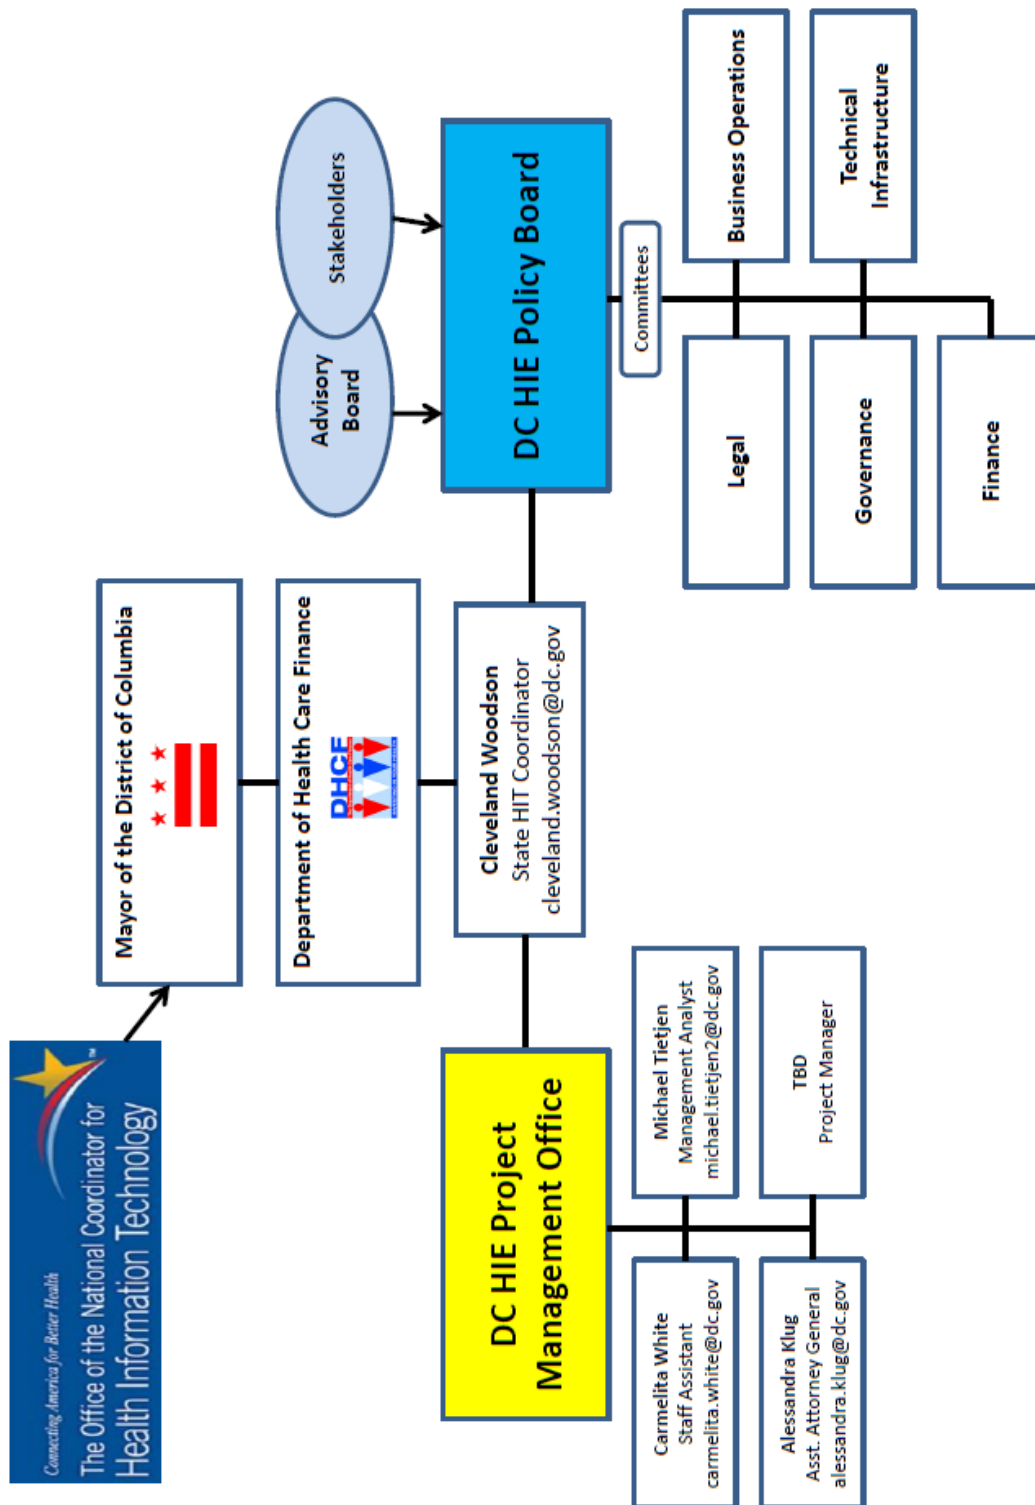 Connecting America for Better Health
The Office of the National Coordinator for
Health Information Technology
TM
Mayor of the District of Columbia
Department of Health Care Finance
DHCF
Cleveland Woodson
State HIT Coordinator
cleveland.woodson@dc.gov
Advisory
Board
Stakeholders
DC HIE Project
Management Office
DC HIE Policy Board
Committees
Carmelita White
Staff Assistant
carmelita.white@dc.gov
Michael Tietjen
Management Analyst
michael.tietjen2@dc.gov
Alessandra Klug
Asst. Attorney General
alessandra.klug@dc.gov
TBD
Project Manager
Legal
Business Operations
Governance
Technical
Infrastructure
Finance